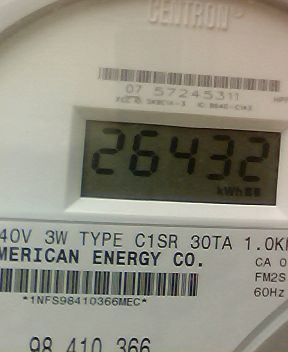 CENTRON
07 57245311
26432
kWh
40V 3W TYPE C1SR 30TA 1.0K
MERICAN ENERGY CO.
CA 0
FM2S
60Hz
*1NFS98410366MEC*
98 410 366